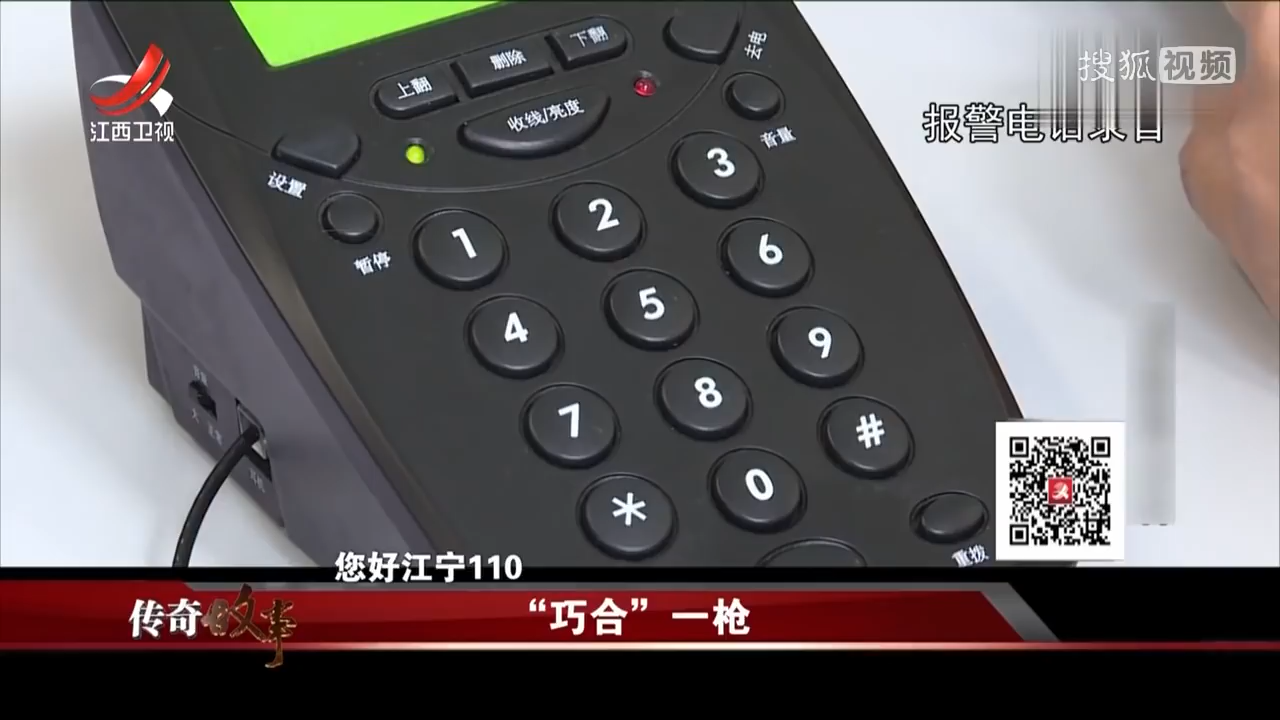 江西卫视
搜狐视频
报警电话录音
上翻
删除
下翻
去电
收线/亮度
音量
设置
暂停
1
2
3
4
5
6
7
8
9
*
0
#
重拨
您好江宁110
传奇故事
“巧合”一枪